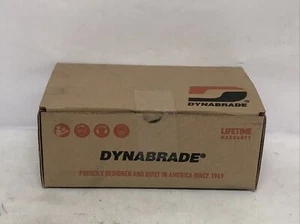 DYNABRADE
LIFETIME
WARRANTY
DYNABRADE®
PROUDLY DESIGNED AND BUILT IN AMERICA SINCE 1969